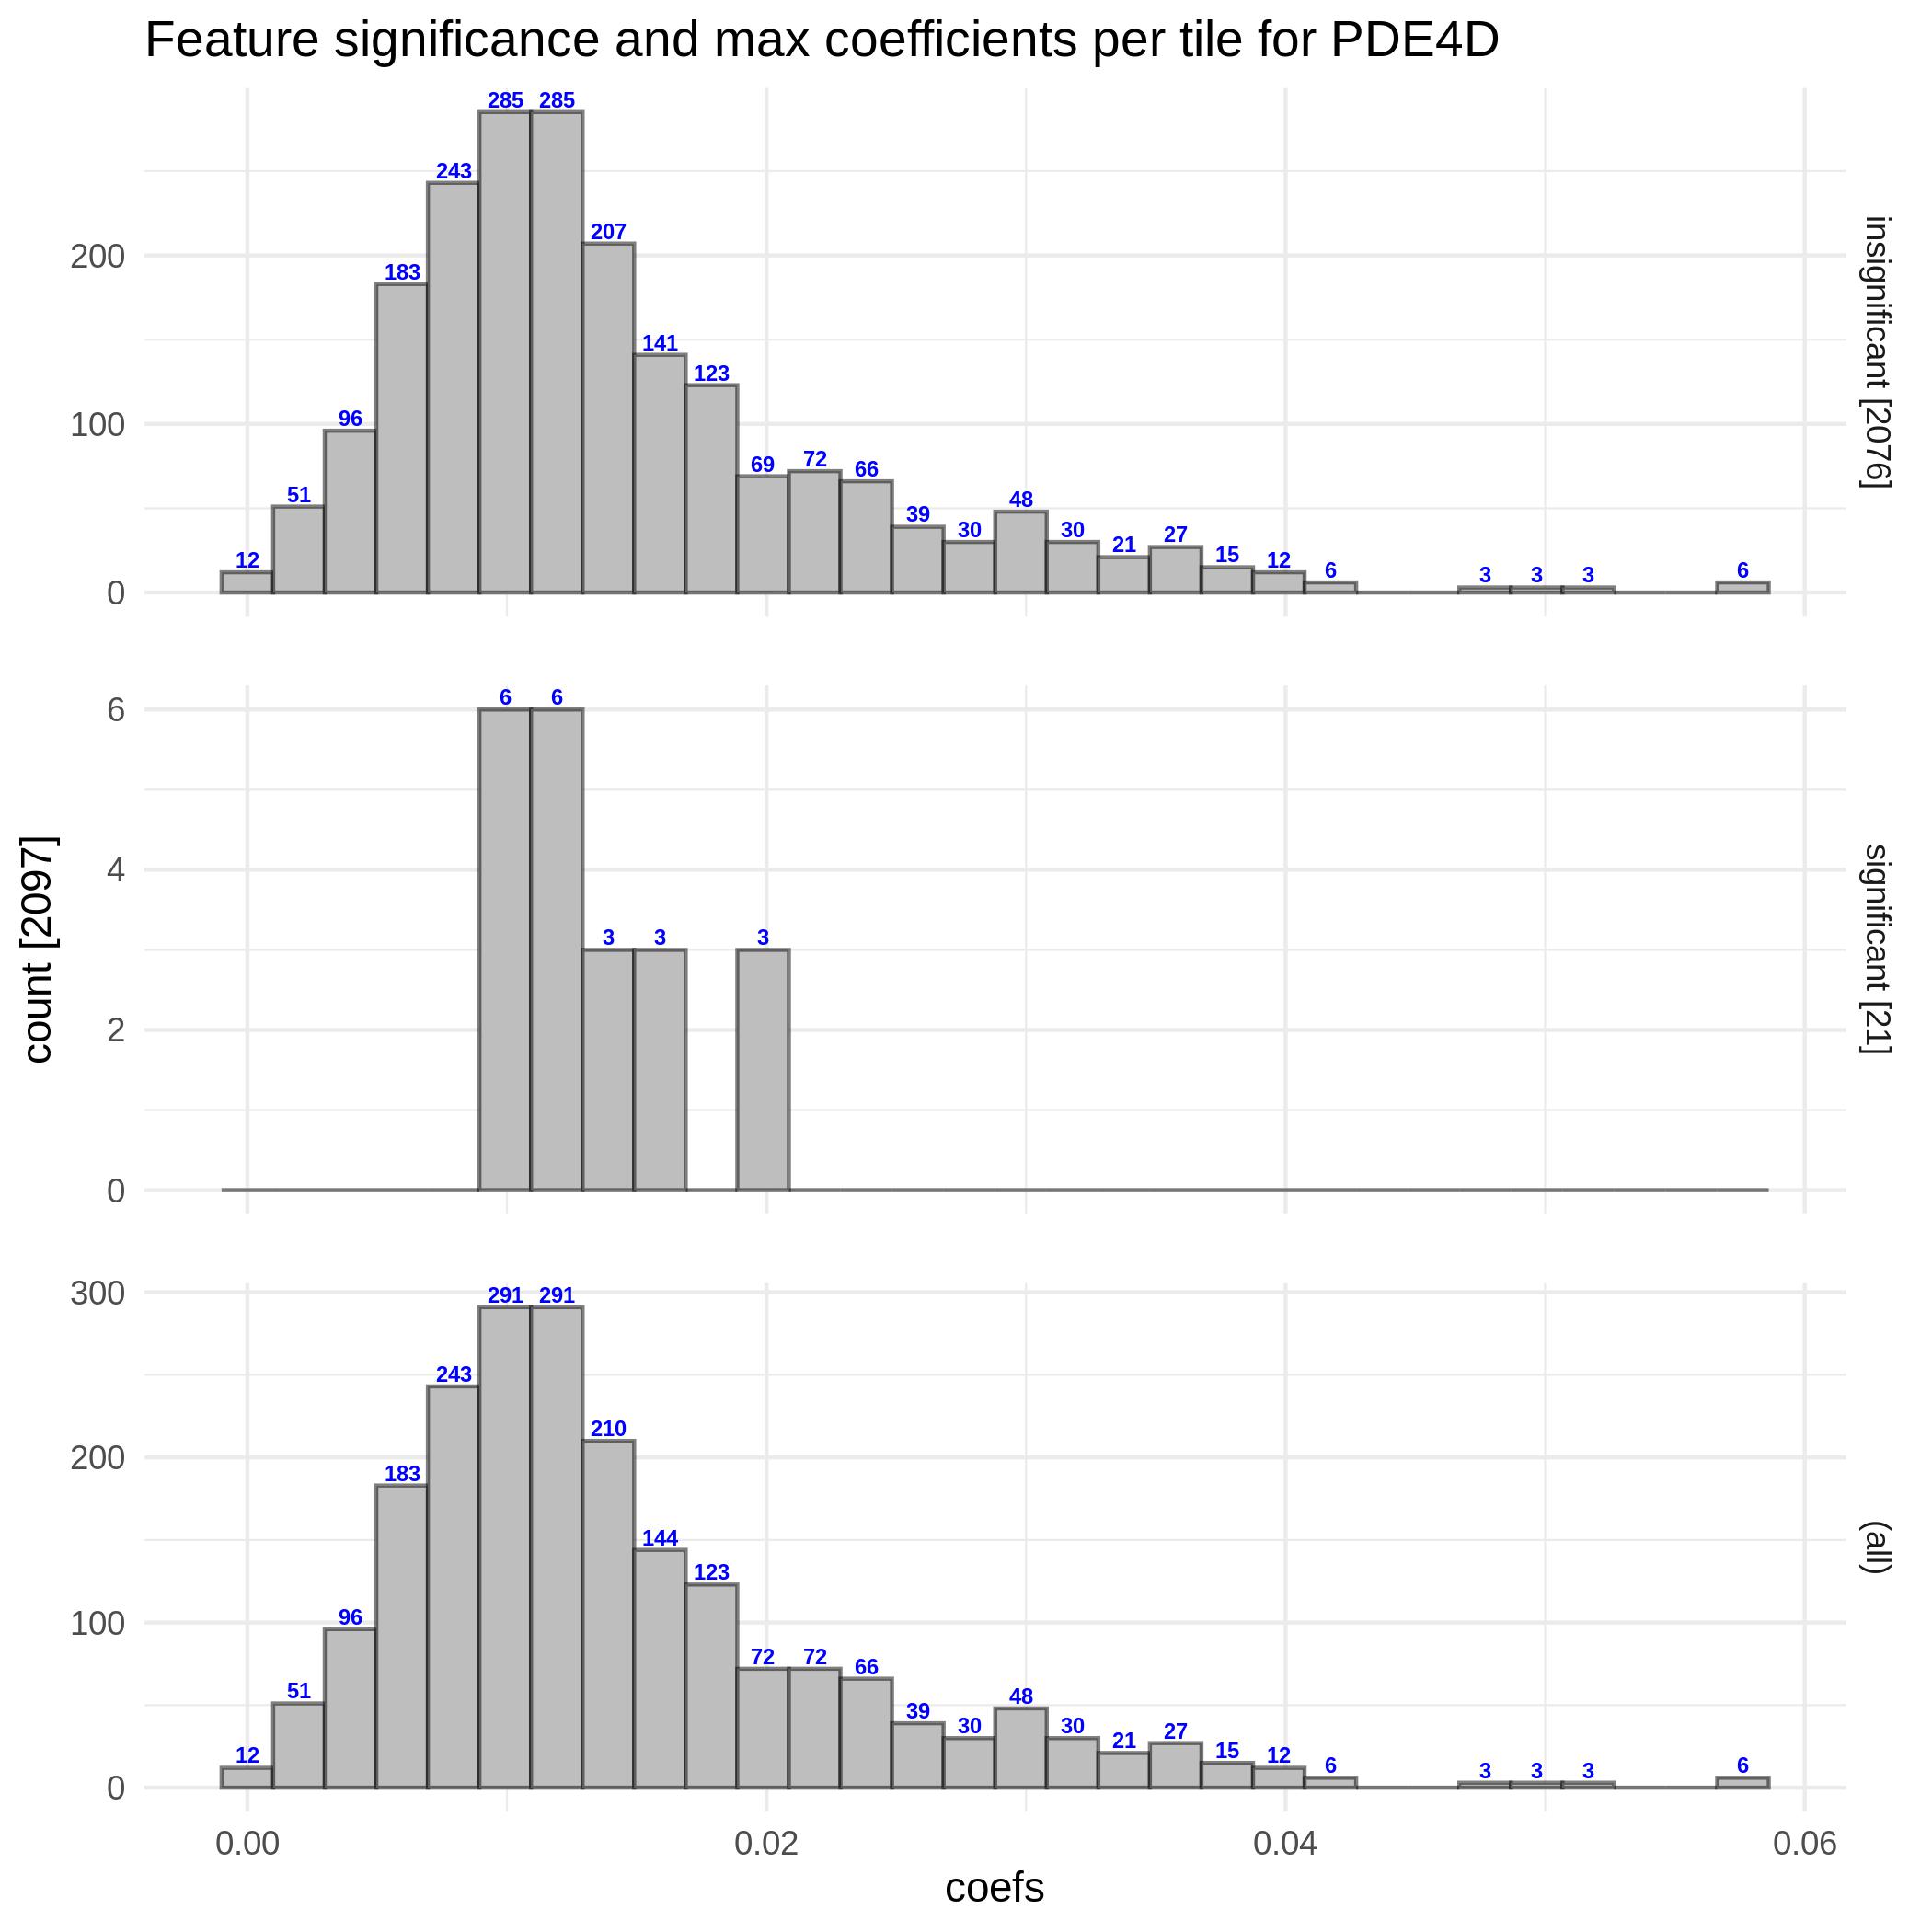 Feature significance and max coefficients per tile for PDE4D
285 285
243
207
183
141
123
96
69 72 66
51
39 30 48 30 21 27 15 12 6 3 3 3 6
12
200
100
0
insignificant [2076]
6 6
3 3 3
6
4
2
0
significant [21]
count [2097]
291 291
243
210
183
144
123
96
72 72 66
51
39 30 48 30 21 27 15 12 6 3 3 3 6
12
300
200
100
0
(all)
0.00 0.02 0.04 0.06
coefs